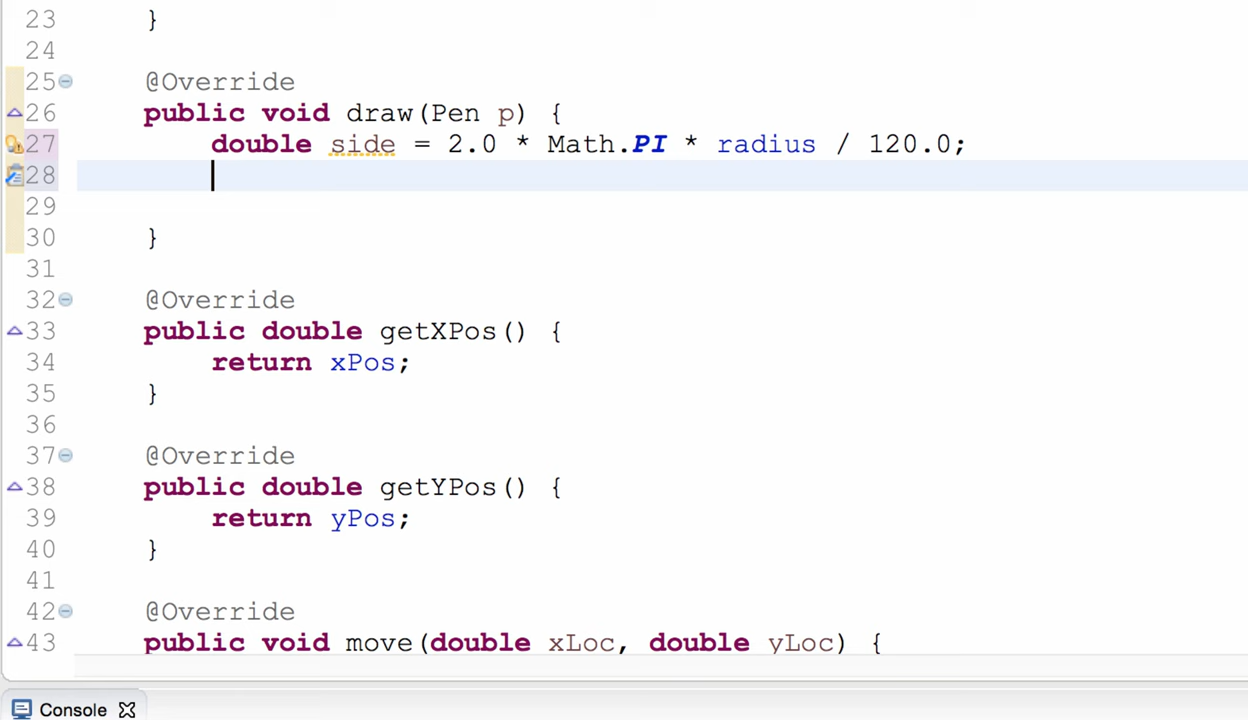 23 }
24
25 @Override
26 public void draw(Pen p) {
27 double side = 2.0 * Math.PI * radius / 120.0;
28
29
30 }
31
32 @Override
33 public double getXPos() {
34 return xPos;
35 }
36
37 @Override
38 public double getYPos() {
39 return yPos;
40 }
41
42 @Override
43 public void move(double xLoc, double yLoc) {
Console